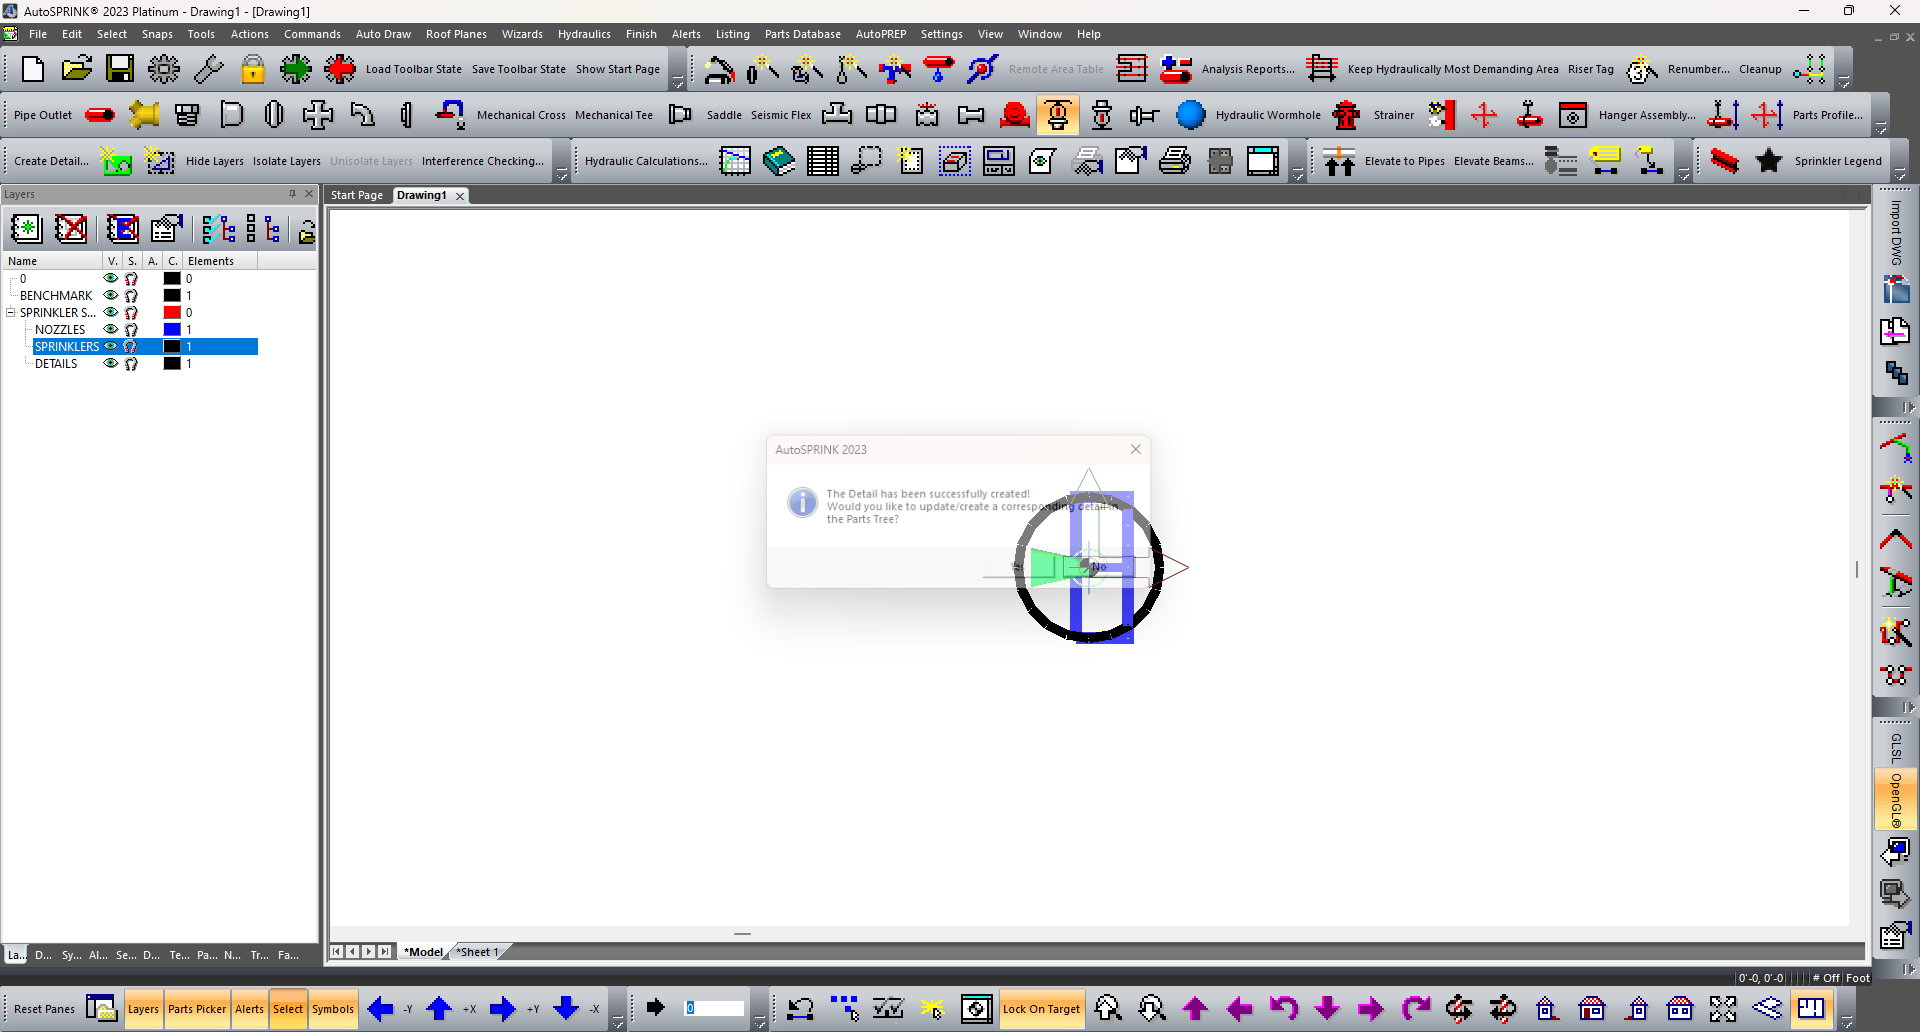 AutoSPRINK® 2023 Platinum - Drawing1 - [Drawing1]
File Edit Select Snaps Tools Actions Commands Auto Draw Roof Planes Wizards Hydraulics Finish Alerts Listing Parts Database AutoPREP Settings View Window Help
Load Toolbar State Save Toolbar State Show Start Page Remote Area Table Analysis Reports... Keep Hydraulically Most Demanding Area Riser Tag Renumber... Cleanup
Pipe Outlet Mechanical Cross Mechanical Tee Saddle Seismic Flex Hydraulic Wormhole Strainer Hanger Assembly... Parts Profile...
Create Detail... Hide Layers Isolate Layers Unisolate Layers Interference Checking... Hydraulic Calculations... Elevate to Pipes Elevate Beams... Sprinkler Legend
Layers
Start Page Drawing1
Name V. S. A. C. Elements
0 0
BENCHMARK 1
SPRINKLER S... 0
NOZZLES 1
SPRINKLERS 1
DETAILS 1
AutoSPRINK 2023
The Detail has been successfully created!
Would you like to update/create a corresponding detail in
the Parts Tree?
No
Import DWG
GLSL
OpenGL®
La... D... Sy... Al... Se... D... Te... Pa... N... Tr... Fa...
*Model *Sheet 1
0'-0, 0'-0 # Off Foot
Reset Panes Layers Parts Picker Alerts Select Symbols -Y +X +Y -X 0 Lock On Target